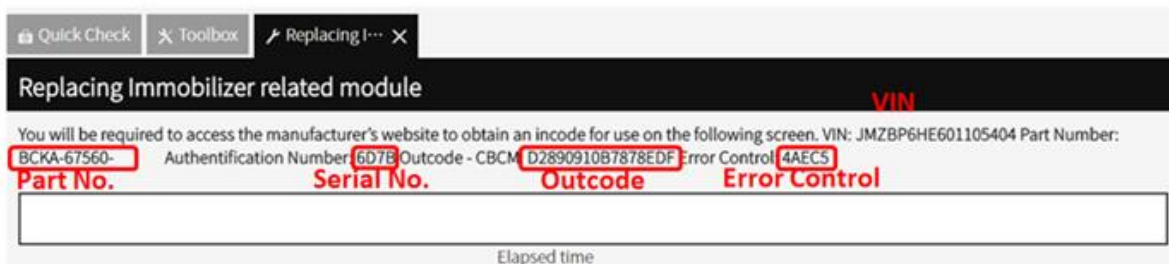 Quick Check Toolbox Replacing I··· X
Replacing Immobilizer related module
VIN
You will be required to access the manufacturer's website to obtain an incode for use on the following screen. VIN: JMZBP6HE601105404 Part Number:
BCKA-67560- Authentification Number: 6D7B Outcode - CBCM: D2890910B7878EDF Error Control: 4AEC5
Part No. Serial No. Outcode Error Control
Elapsed time